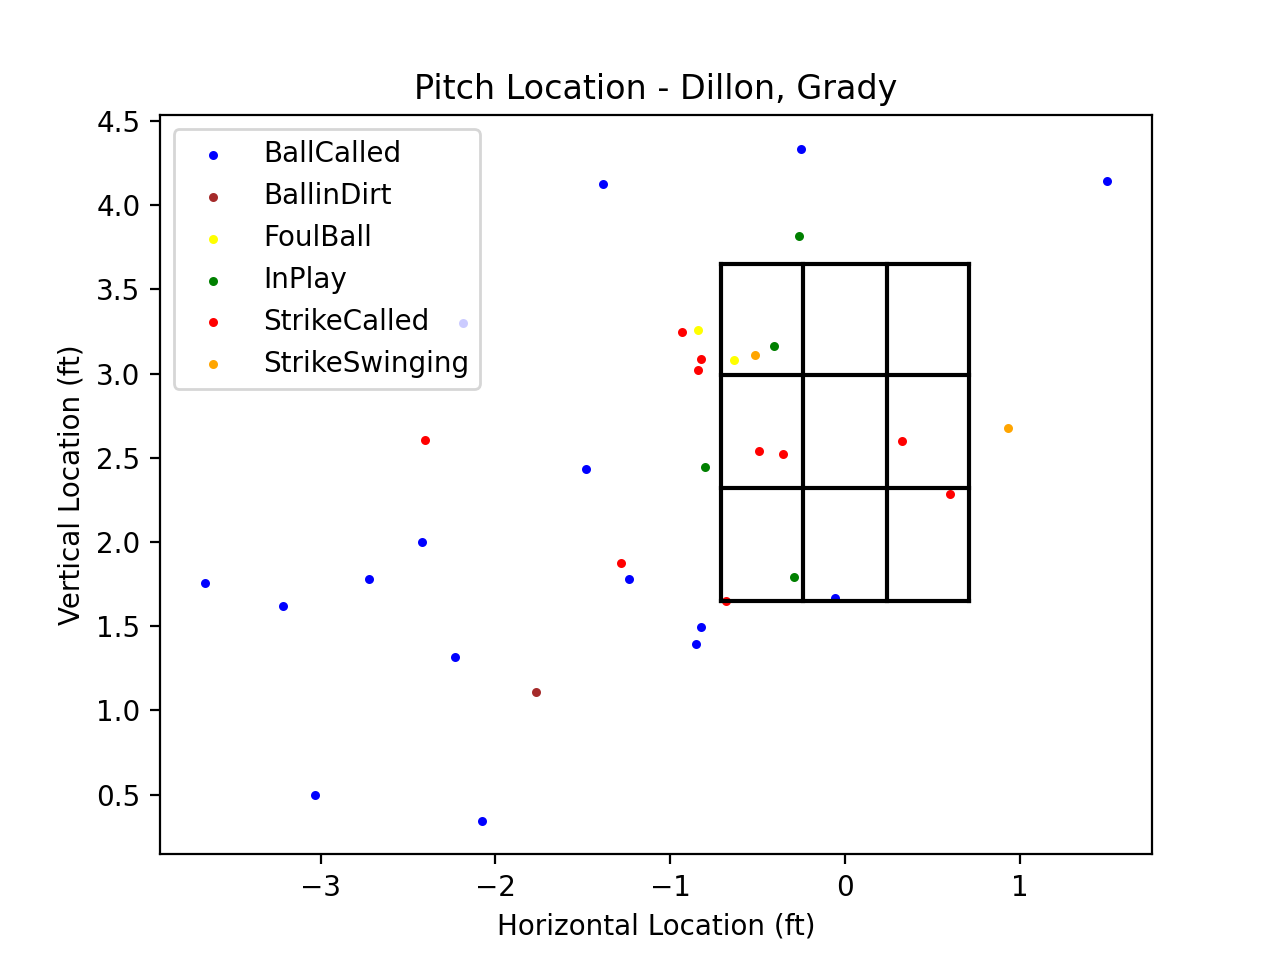 Pitch Location - Dillon, Grady
4.5
4.0
3.5
3.0
2.5
2.0
1.5
1.0
0.5
Vertical Location (ft)
BallCalled
BallinDirt
FoulBall
InPlay
StrikeCalled
StrikeSwinging
−3 −2 −1 0 1
Horizontal Location (ft)